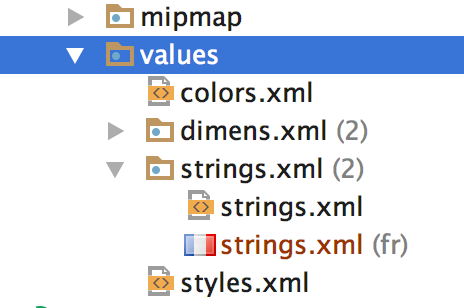 mipmap
values
colors.xml
dimens.xml (2)
strings.xml (2)
strings.xml
strings.xml (fr)
styles.xml